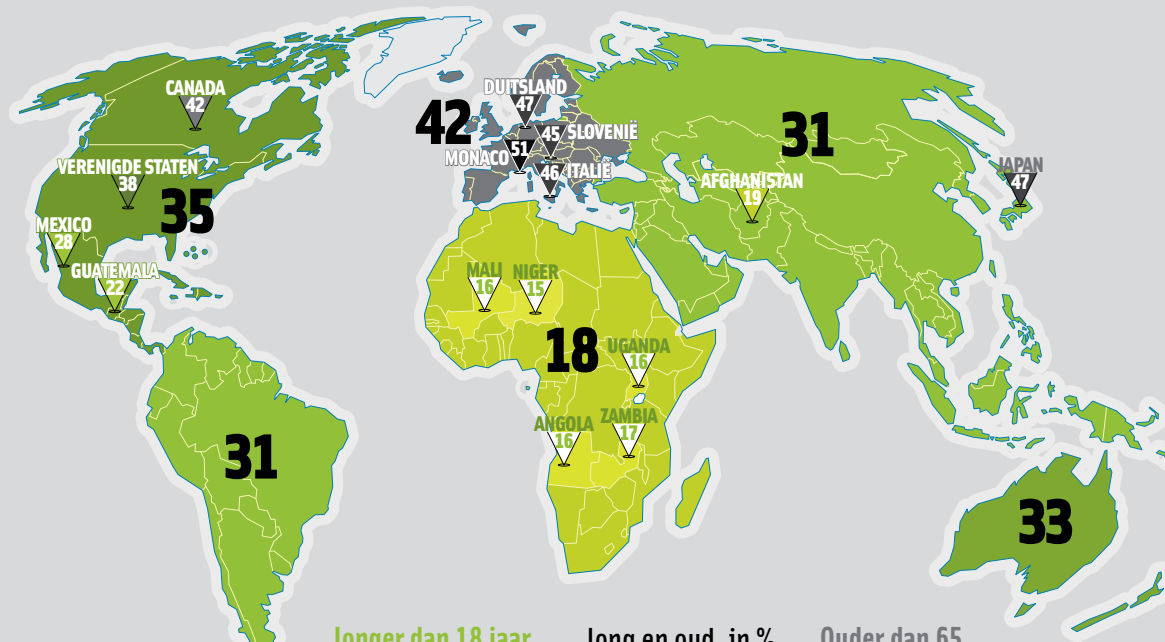 CANADA
42
VERENIGDE STATEN
38
35
MEXICO
28
GUATEMALA
22
31
42
DUITSLAND
47
45 SLOVENIË
MONACO 51
46 ITALIË
31
AFGHANISTAN
19
JAPAN
47
MALI
16
NIGER
15
18
UGANDA
16
ANGOLA
16
ZAMBIA
17
33
Jonger dan 18 jaar Jong en oud, in % Ouder dan 65